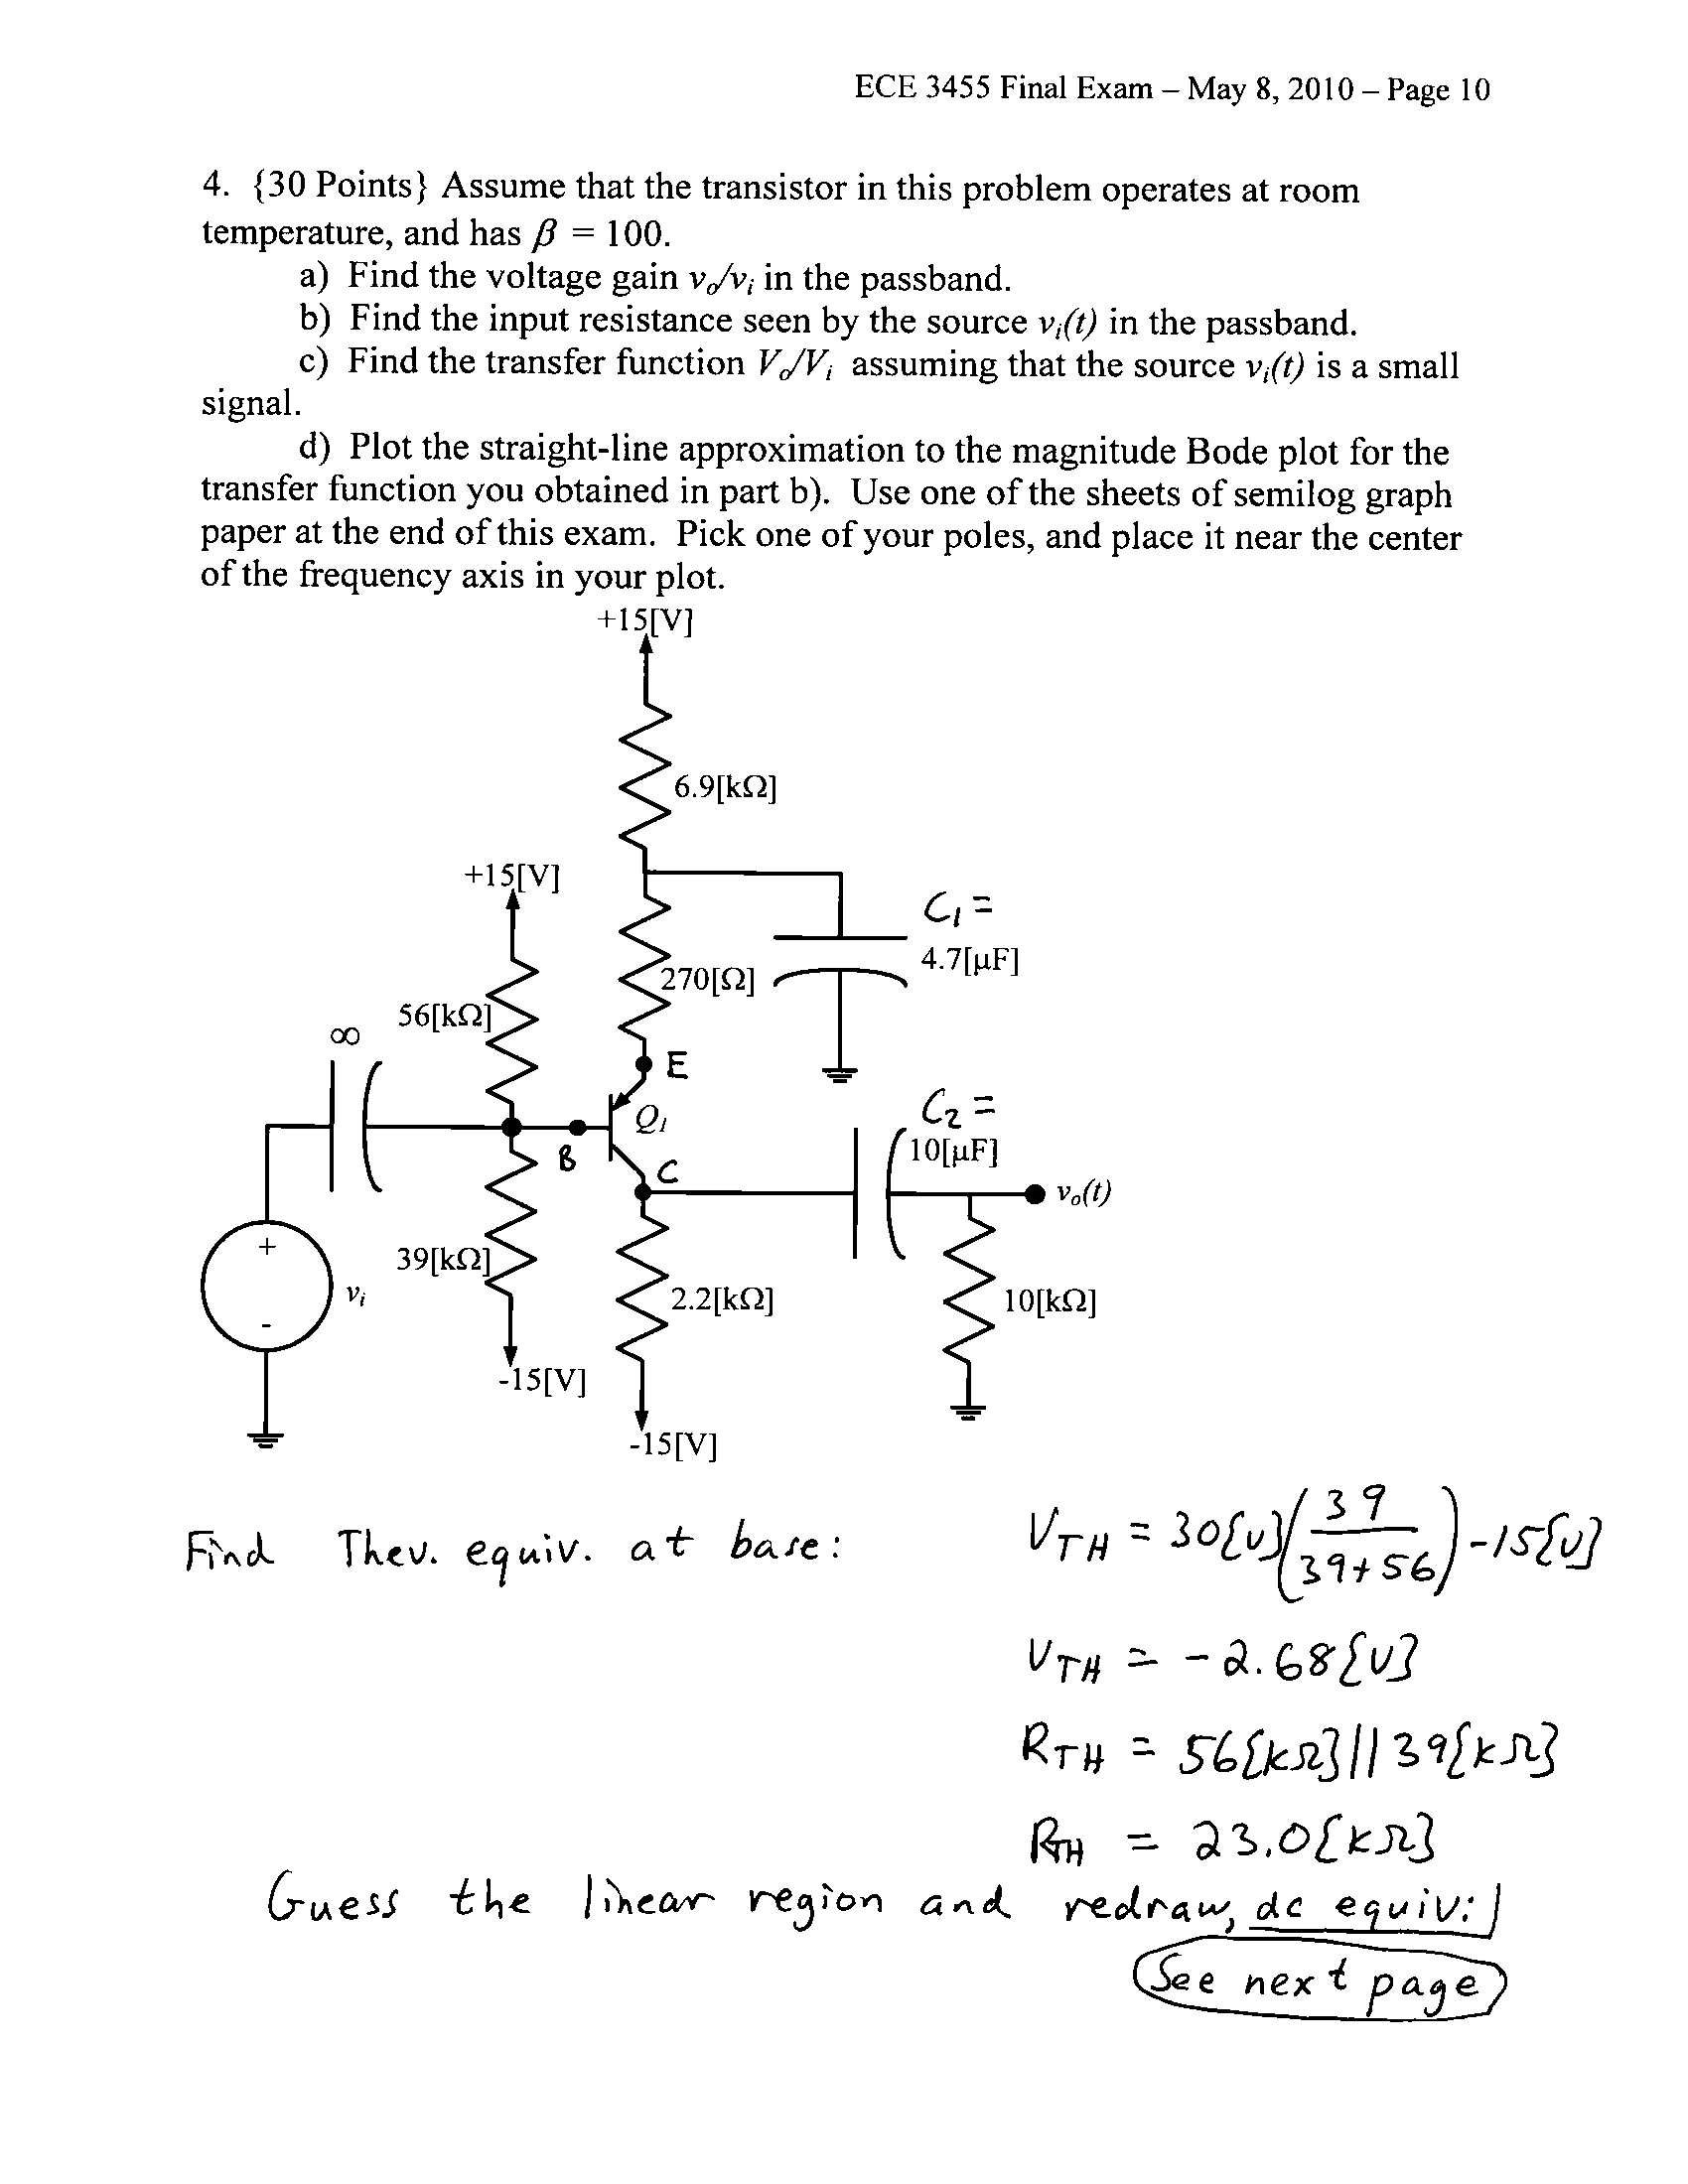 ECE 3455 Final Exam – May 8, 2010 – Page 10
4. {30 Points} Assume that the transistor in this problem operates at room
temperature, and has β = 100.
a) Find the voltage gain vo/vi in the passband.
b) Find the input resistance seen by the source vi(t) in the passband.
c) Find the transfer function Vo/Vi assuming that the source vi(t) is a small
signal.
d) Plot the straight-line approximation to the magnitude Bode plot for the
transfer function you obtained in part b). Use one of the sheets of semilog graph
paper at the end of this exam. Pick one of your poles, and place it near the center
of the frequency axis in your plot.
+15[V]
6.9[kΩ]
+15[V]
C1 =
4.7[μF]
270[Ω]
56[kΩ]
∞
E
C2 =
Q1
10[μF]
B
C
vo(t)
+
39[kΩ]
vi
-
2.2[kΩ]
10[kΩ]
-15[V]
-15[V]
Find Thev. equiv. at base:
VTH = 30{V}(39/(39+56))-15{V}
VTH = -2.68{V}
RTH = 56{kΩ}||39{kΩ}
RTH = 23.0{kΩ}
Guess the linear region and redraw, dc equiv:
See next page